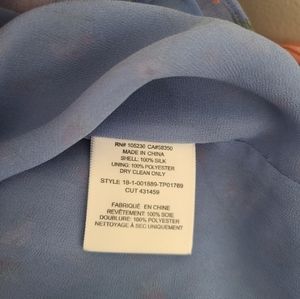 RN# 105230 CA#58350
MADE IN CHINA
SHELL: 100% SILK
LINING: 100% POLYESTER
DRY CLEAN ONLY
STYLE 18-1-001889-TP01769
CUT 431459
FABRIQUÉ EN CHINE
REVÊTEMENT: 100% SOIE
DOUBLURE: 100% POLYESTER
NETTOYAGE À SEC UNIQUEMENT